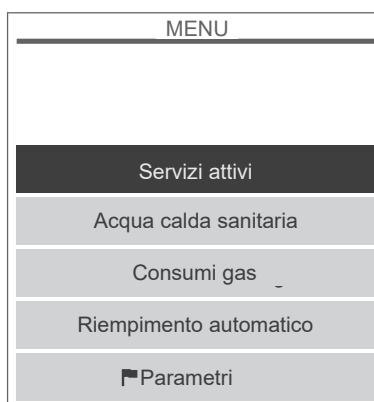 MENU
Servizi attivi
Acqua calda sanitaria
Consumi gas
Riempimento automatico
Parametri